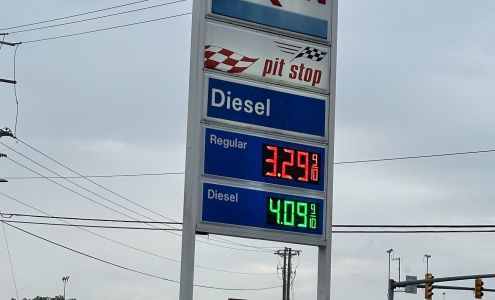 pit stop
Diesel
Regular 3.29 9/10
Diesel 4.09 9/10